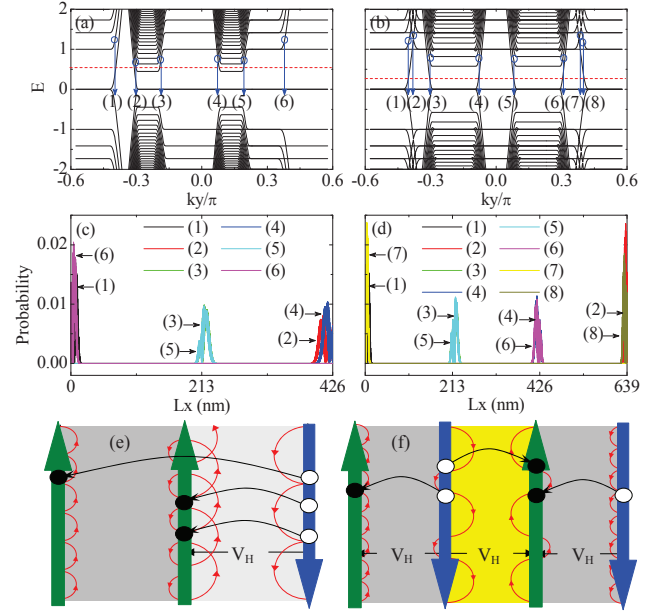 (a) (b)
2
1
0
-1
-2
E
(1) (2) (3) (4) (5) (6)
(1) (2) (3) (4) (5) (6) (7) (8)
-0.6 -0.3 0.0 0.3 0.6 -0.6 -0.3 0.0 0.3 0.6
ky/π ky/π
(c) (1) (4)
(2) (5)
(3) (6)
(6)
(1)
(3)
(5)
(4)
(2)
0.02
0.01
0.00
Probability
0 213 426
Lx (nm)
(d) (1) (5)
(2) (6)
(3) (7)
(4) (8)
(7)
(1)
(3)
(5)
(4)
(6)
(2)
(8)
0 213 426 639
Lx (nm)
(e) (f)
V_H
V_H V_H V_H